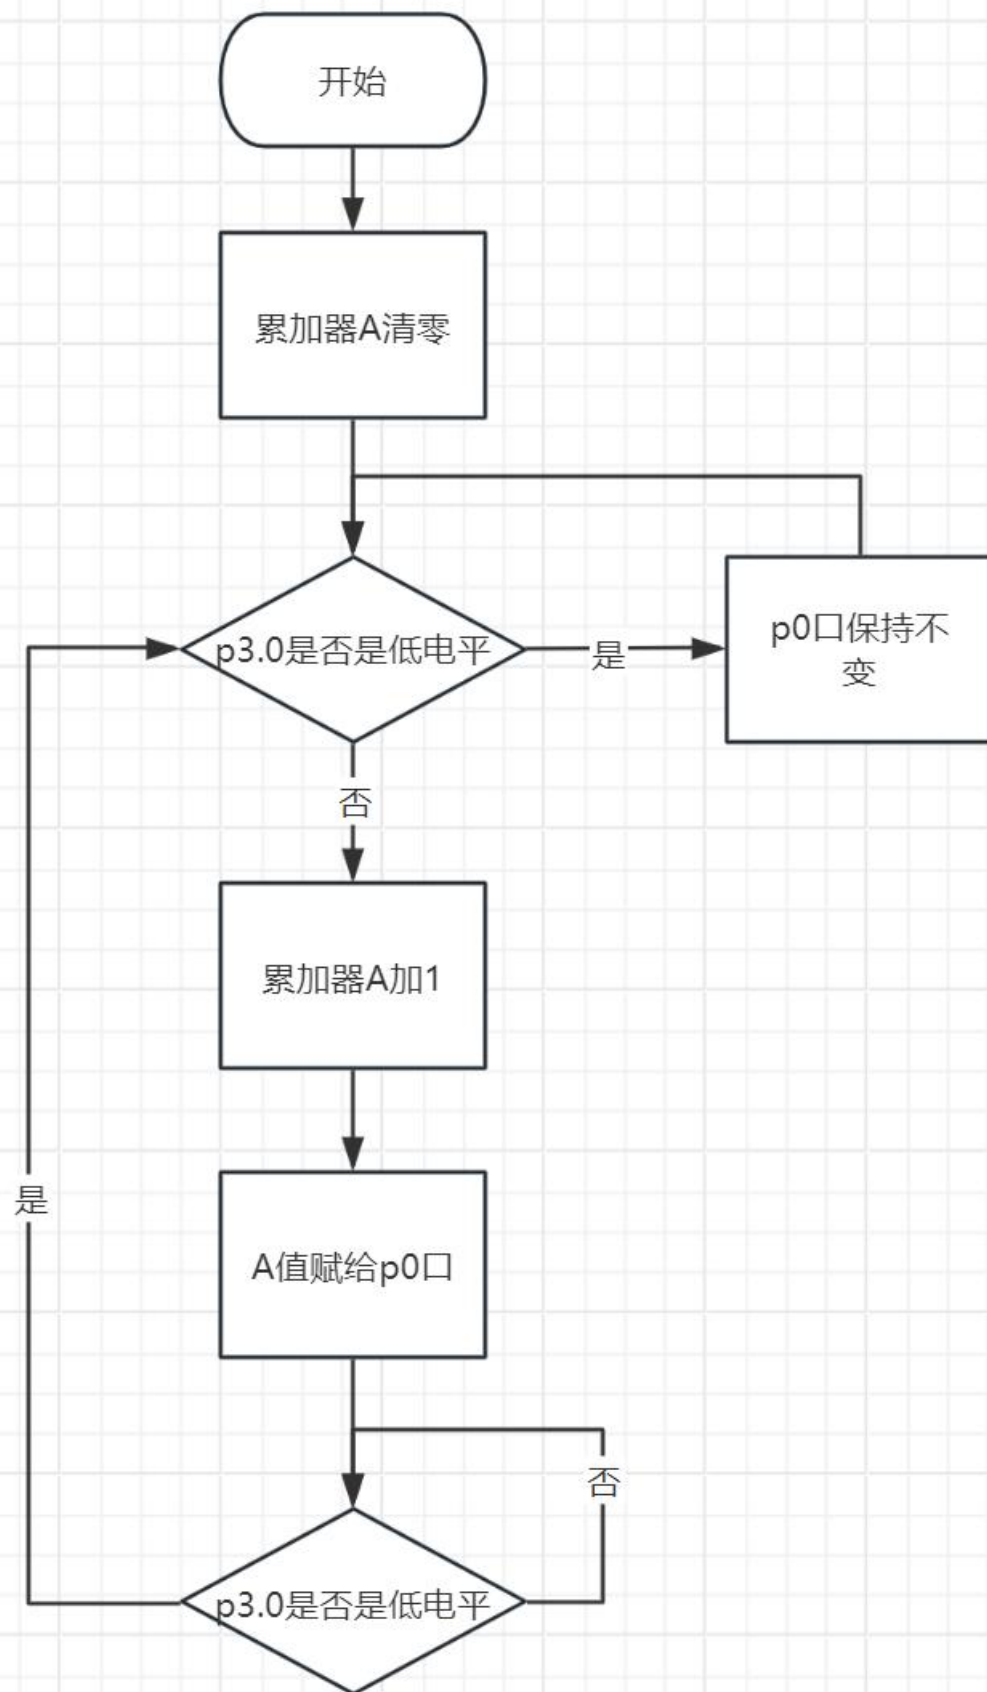 开始
累加器A清零
p3.0是否是低电平
是
p0口保持不
变
否
累加器A加1
是
A值赋给p0口
否
p3.0是否是低电平